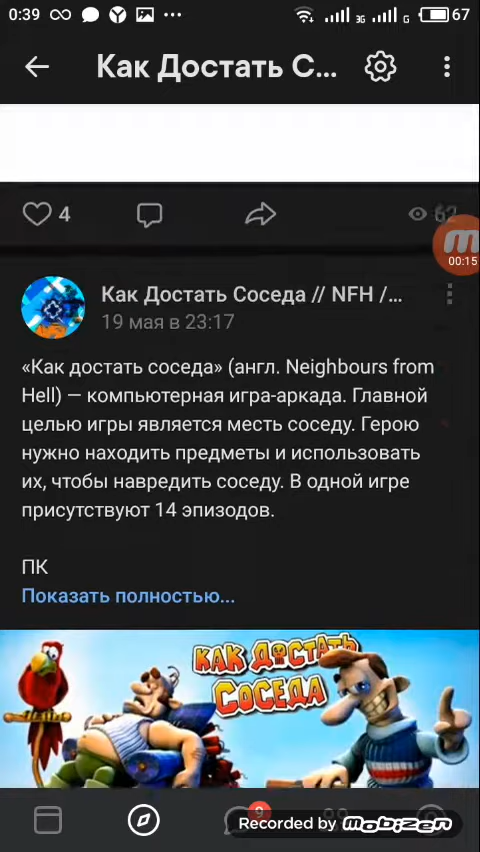 0:39
3G
G
67
Как Достать С...
4
62
00:15
Как Достать Соседа // NFH /...
19 мая в 23:17
«Как достать соседа» (англ. Neighbours from
Hell) — компьютерная игра-аркада. Главной
целью игры является месть соседу. Герою
нужно находить предметы и использовать
их, чтобы навредить соседу. В одной игре
присутствуют 14 эпизодов.
ПК
Показать полностью...
КАК ДОСТАТЬ
СОСЕДА
9
Recorded by mobizen